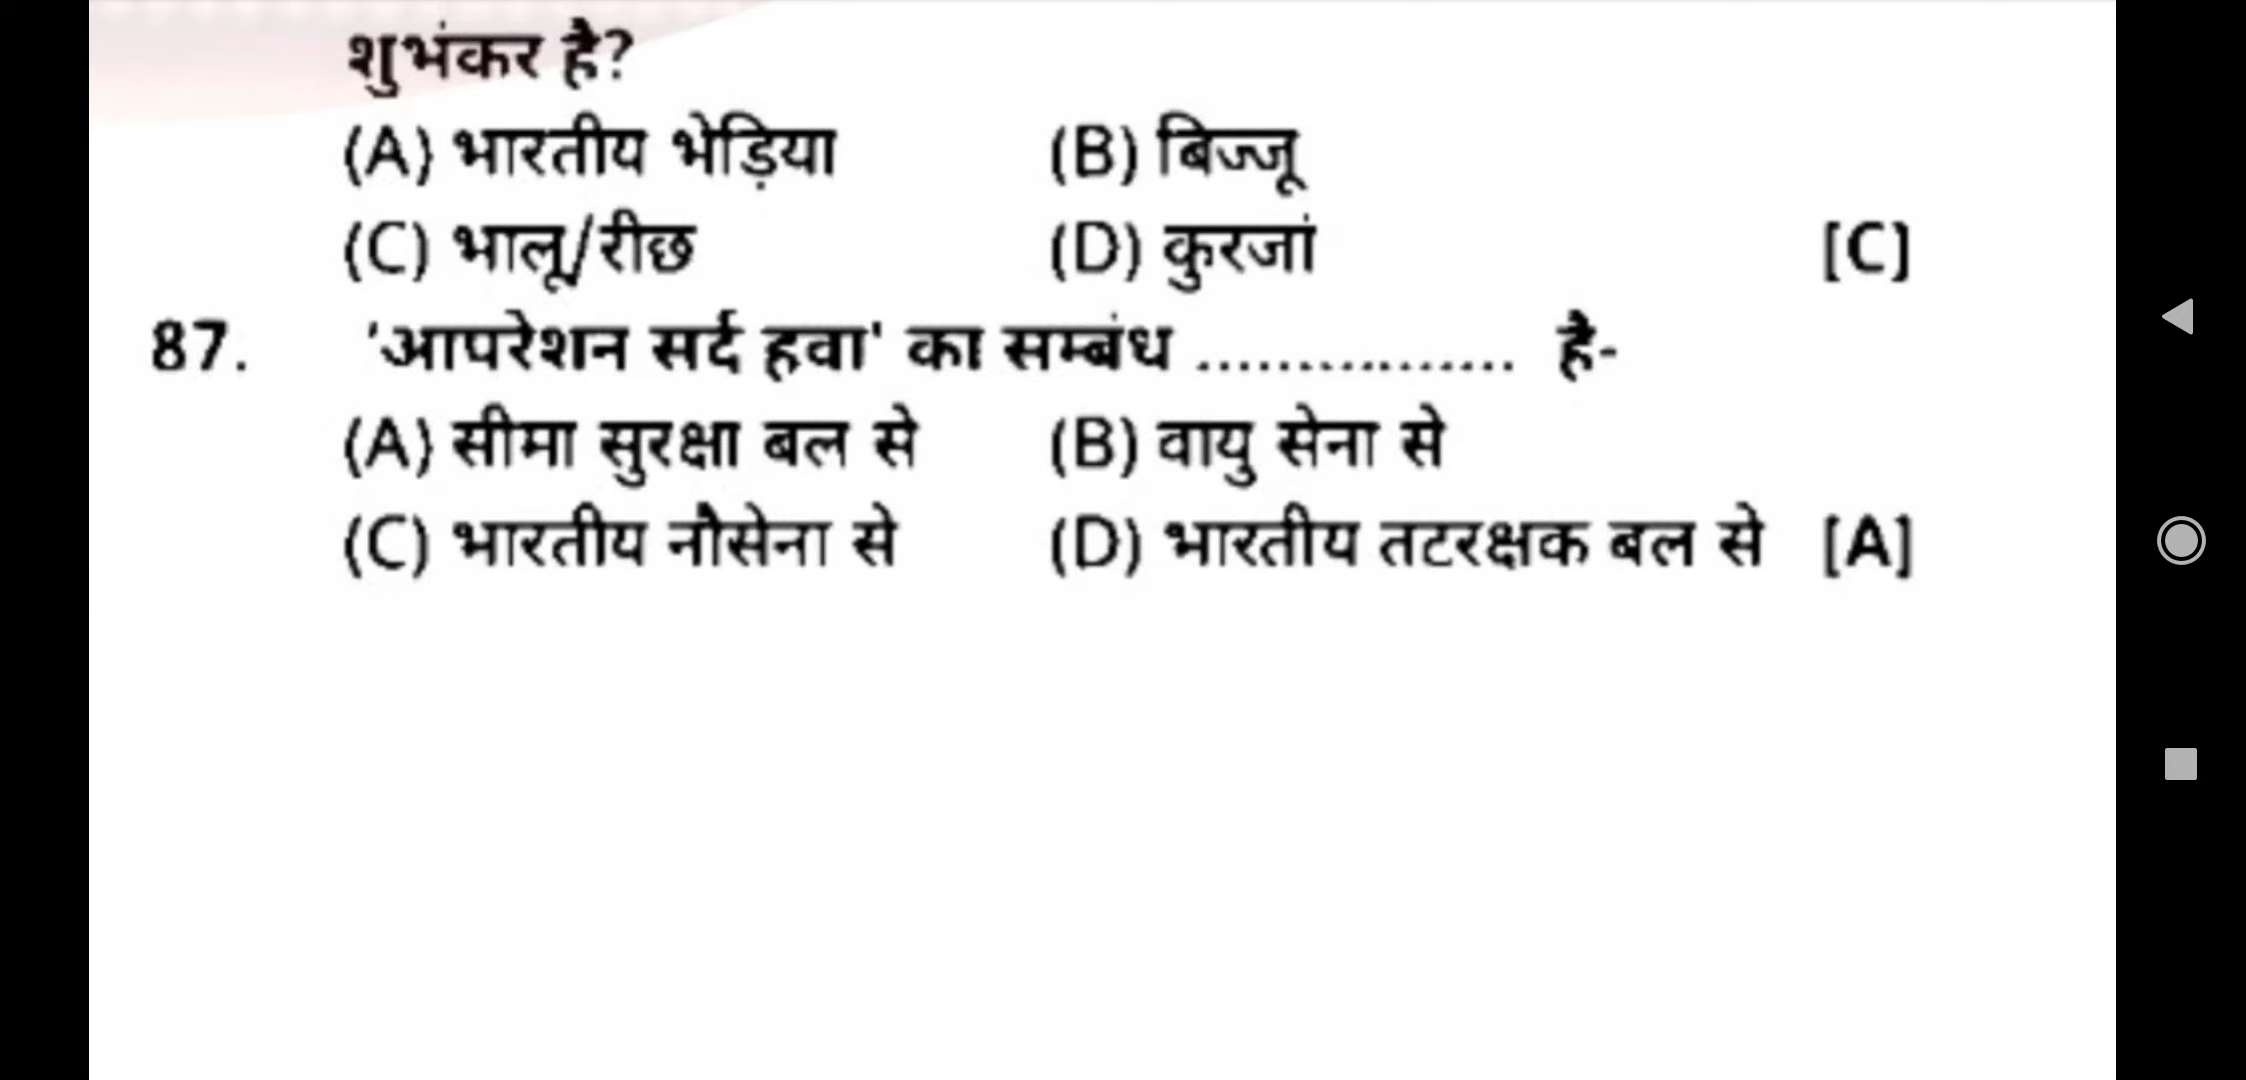 शुभंकर है?
(A) भारतीय भेड़िया (B) बिज्जू
(C) भालू/रीछ (D) कुरजां [C]
87. 'आपरेशन सर्द हवा' का सम्बंध ................ है-
(A) सीमा सुरक्षा बल से (B) वायु सेना से
(C) भारतीय नौसेना से (D) भारतीय तटरक्षक बल से [A]